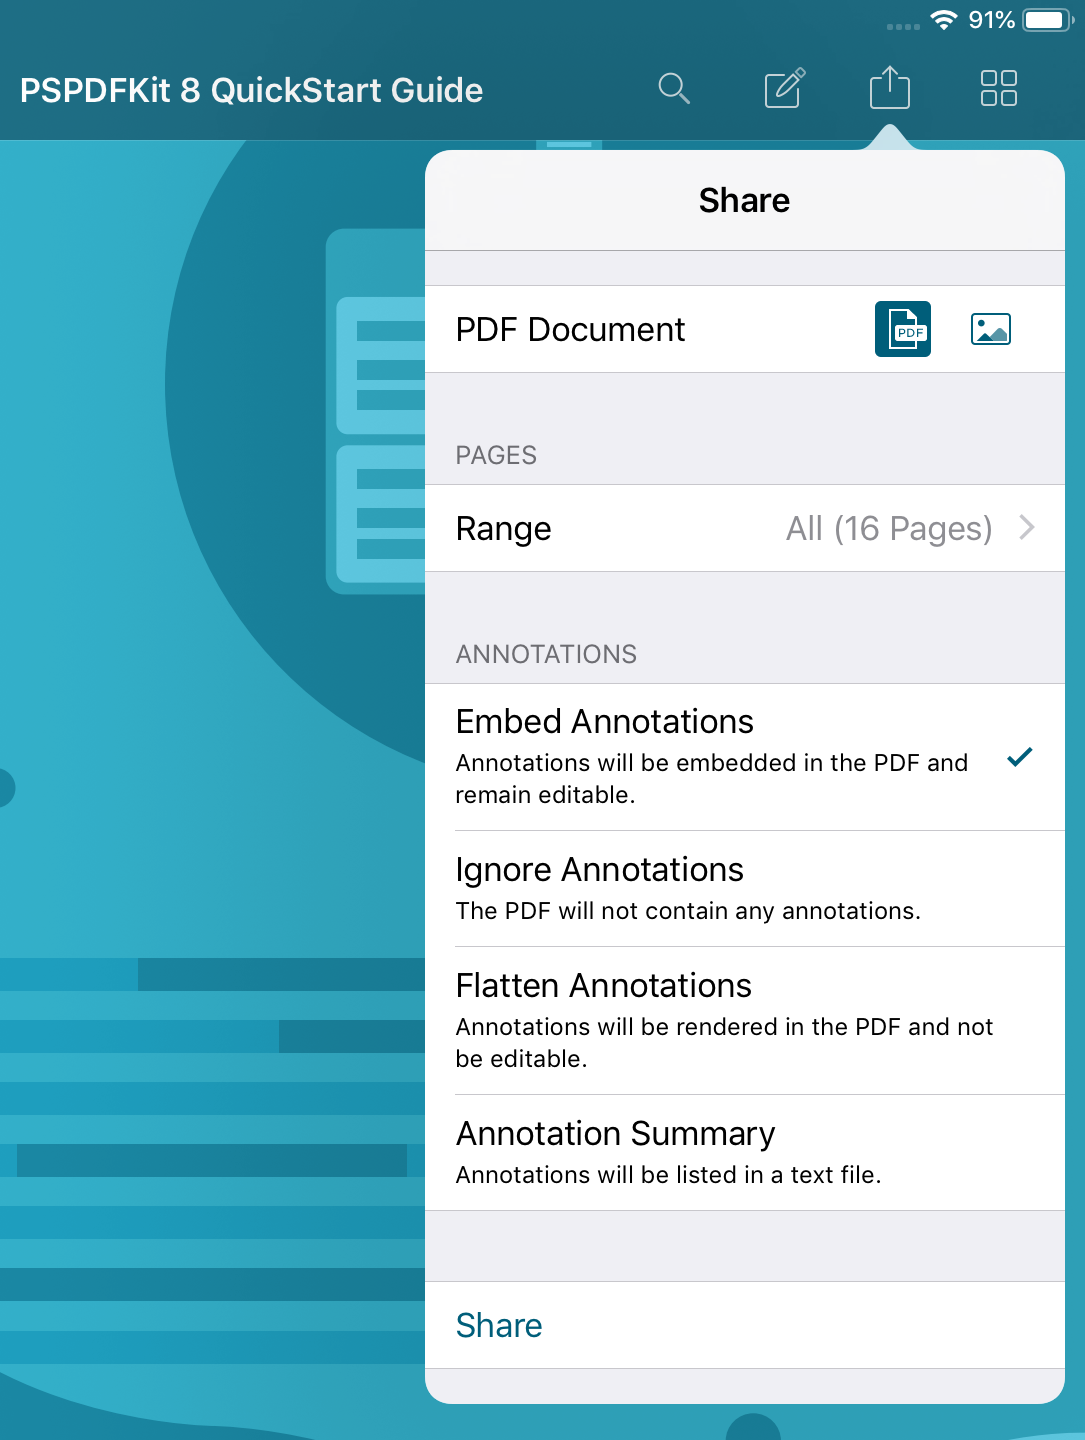 91%
PSPDFKit 8 QuickStart Guide
Share
PDF Document
PDF
PAGES
Range
All (16 Pages)
ANNOTATIONS
Embed Annotations
Annotations will be embedded in the PDF and
remain editable.
Ignore Annotations
The PDF will not contain any annotations.
Flatten Annotations
Annotations will be rendered in the PDF and not
be editable.
Annotation Summary
Annotations will be listed in a text file.
Share